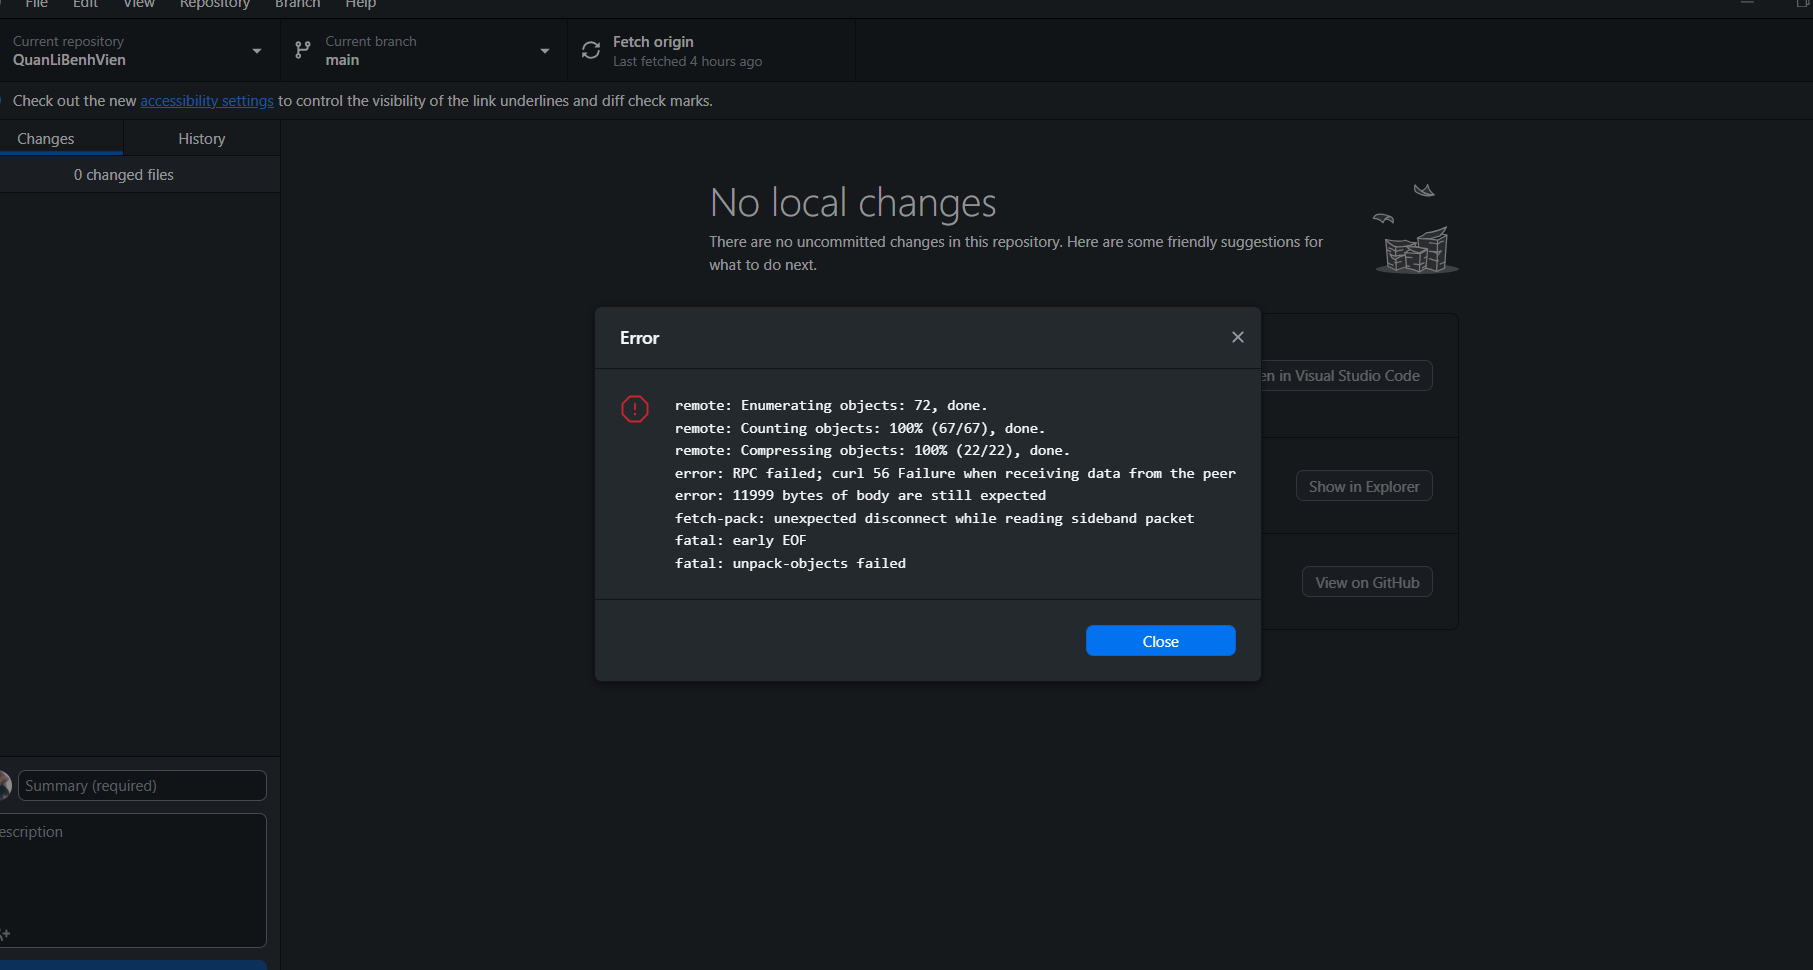 File Edit View Repository Branch Help
Current repository
QuanLiBenhVien
Current branch
main
Fetch origin
Last fetched 4 hours ago
Check out the new accessibility settings to control the visibility of the link underlines and diff check marks.
Changes
History
0 changed files
No local changes
There are no uncommitted changes in this repository. Here are some friendly suggestions for
what to do next.
Error
remote: Enumerating objects: 72, done.
remote: Counting objects: 100% (67/67), done.
remote: Compressing objects: 100% (22/22), done.
error: RPC failed; curl 56 Failure when receiving data from the peer
error: 11999 bytes of body are still expected
fetch-pack: unexpected disconnect while reading sideband packet
fatal: early EOF
fatal: unpack-objects failed
Close
en in Visual Studio Code
Show in Explorer
View on GitHub
Summary (required)
escription